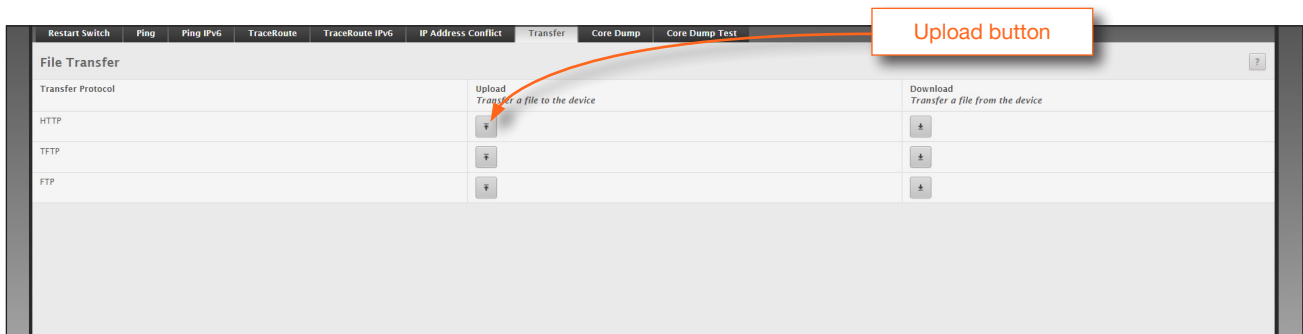 Upload button
Restart Switch Ping Ping IPv6 TraceRoute TraceRoute IPv6 IP Address Conflict Transfer Core Dump Core Dump Test
File Transfer ?
Transfer Protocol Upload Download
Transfer a file to the device Transfer a file from the device
HTTP
TFTP
FTP